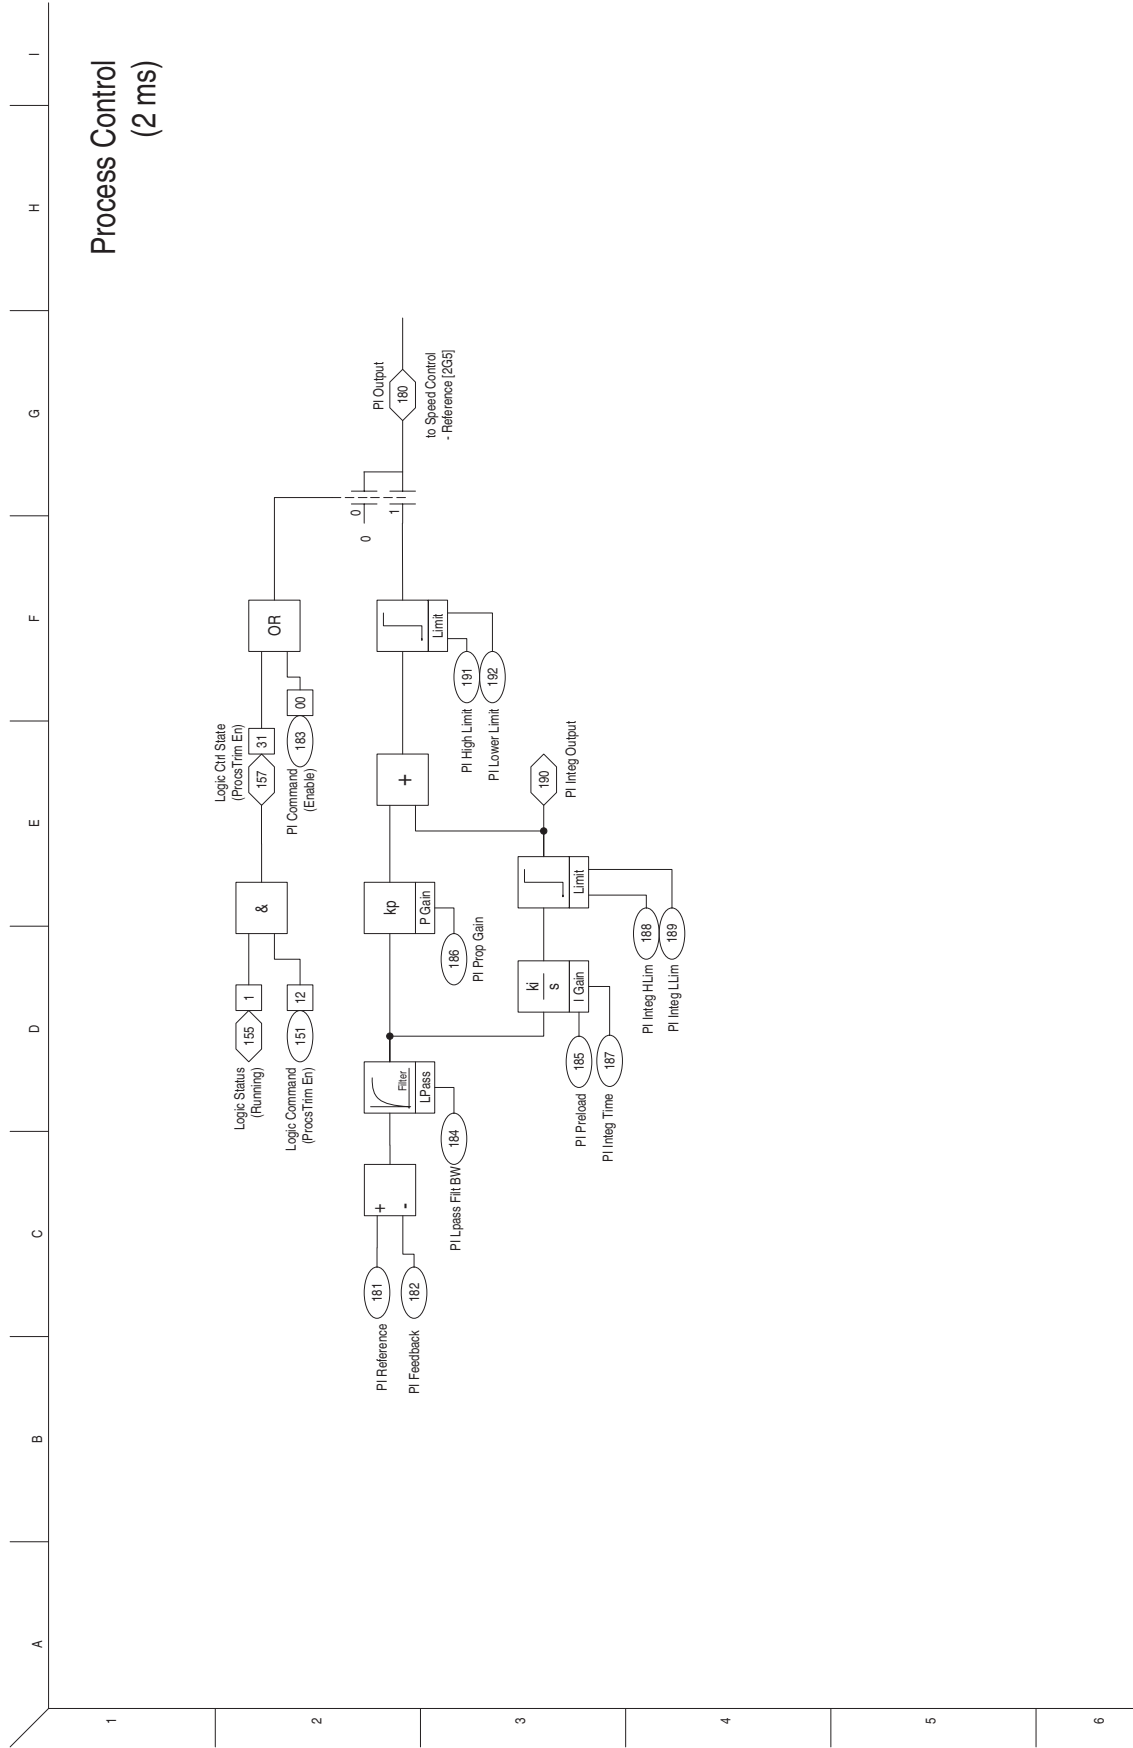 A
B
C
D
E
F
G
H
I
1
2
3
4
5
6
Process Control
(2 ms)
Logic Status
(Running)
155
1
Logic Command
(ProcsTrim En)
151
12
&
Logic Ctrl State
(ProcsTrim En)
157
31
PI Command
(Enable)
183
00
OR
0
0
1
PI Output
180
to Speed Control
- Reference [2G5]
PI Reference
181
PI Feedback
182
+
-
Filter
LPass
184
PI Lpass Filt BW
kp
P Gain
186
PI Prop Gain
+
Limit
191
PI High Limit
192
PI Lower Limit
ki
s
I Gain
185
PI Preload
187
PI Integ Time
Limit
188
PI Integ HLim
189
PI Integ LLim
190
PI Integ Output